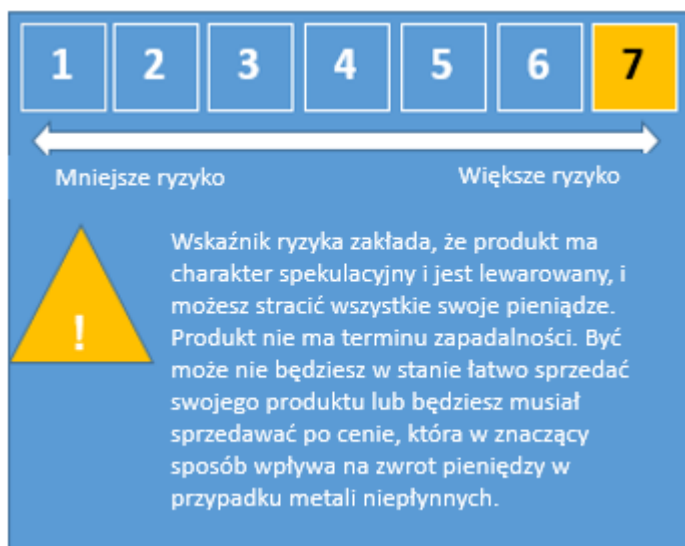 1 2 3 4 5 6 7
Mniejsze ryzyko Większe ryzyko
Wskaźnik ryzyka zakłada, że produkt ma
charakter spekulacyjny i jest lewarowany, i
możesz stracić wszystkie swoje pieniądze.
Produkt nie ma terminu zapadalności. Być
może nie będziesz w stanie łatwo sprzedać
swojego produktu lub będziesz musiał
sprzedawać po cenie, która w znaczący
sposób wpływa na zwrot pieniędzy w
przypadku metali niepłynnych.
!